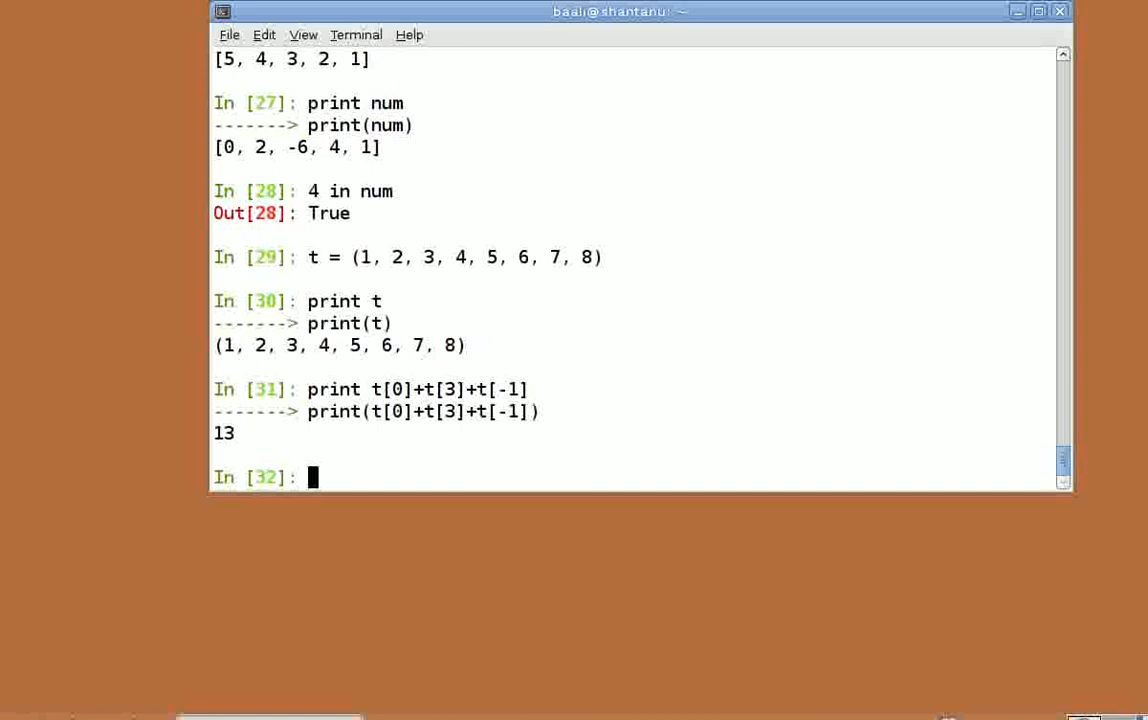 baali@shantanu: ~
File Edit View Terminal Help
[5, 4, 3, 2, 1]
In [27]: print num
-------> print(num)
[0, 2, -6, 4, 1]
In [28]: 4 in num
Out[28]: True
In [29]: t = (1, 2, 3, 4, 5, 6, 7, 8)
In [30]: print t
-------> print(t)
(1, 2, 3, 4, 5, 6, 7, 8)
In [31]: print t[0]+t[3]+t[-1]
-------> print(t[0]+t[3]+t[-1])
13
In [32]: